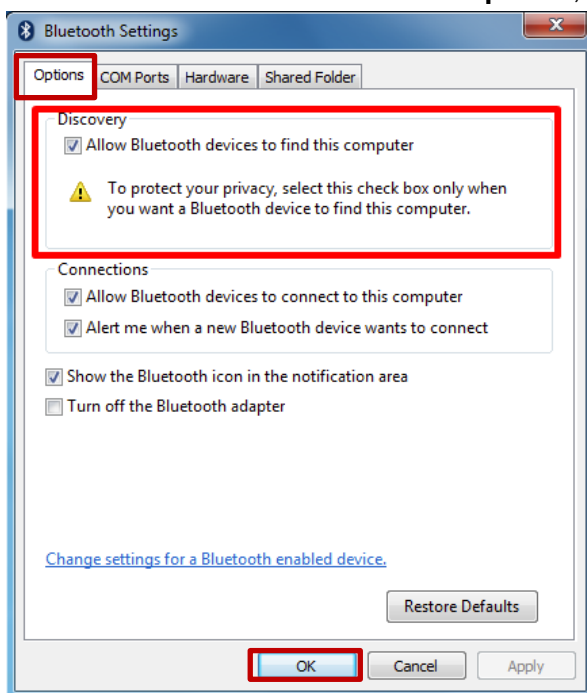 Bluetooth Settings
Options COM Ports Hardware Shared Folder
Discovery
Allow Bluetooth devices to find this computer
To protect your privacy, select this check box only when
you want a Bluetooth device to find this computer.
Connections
Allow Bluetooth devices to connect to this computer
Alert me when a new Bluetooth device wants to connect
Show the Bluetooth icon in the notification area
Turn off the Bluetooth adapter
Change settings for a Bluetooth enabled device.
Restore Defaults
OK Cancel Apply